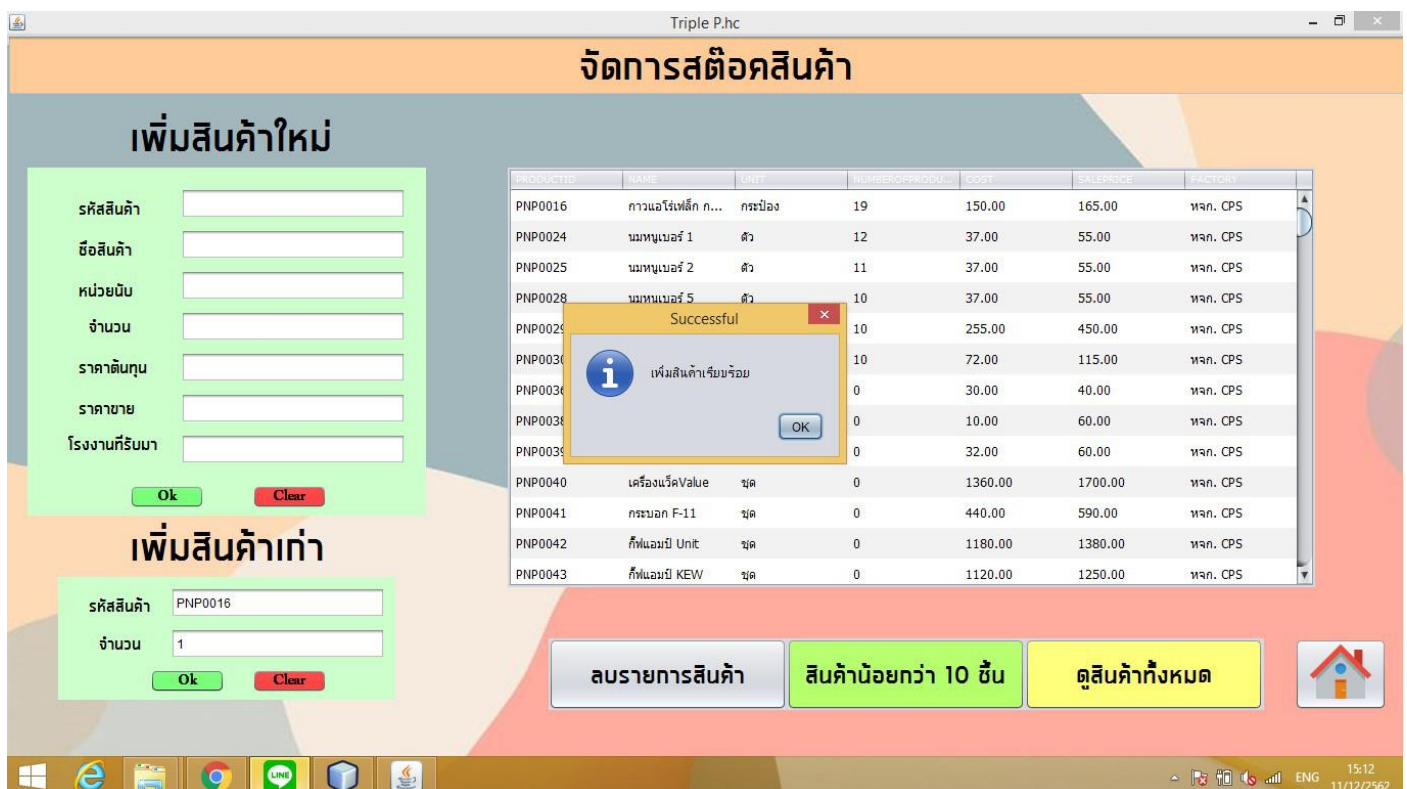 Triple P.hc
จัดการสต๊อคสินค้า
เพิ่มสินค้าใหม่
รหัสสินค้า
ชื่อสินค้า
หน่วยนับ
จำนวน
ราคาต้นทุน
ราคาขาย
โรงงานที่รับมา
Ok Clear
เพิ่มสินค้าเก่า
รหัสสินค้า PNP0016
จำนวน 1
Ok Clear
PRODUCTID NAME UNIT NUMBEROFPRODU... COST SALEPRICE FACTORY
PNP0016 กาวแอโร่เฟล็ก ก... กระป๋อง 19 150.00 165.00 หจก. CPS
PNP0024 นมหนูเบอร์ 1 ตัว 12 37.00 55.00 หจก. CPS
PNP0025 นมหนูเบอร์ 2 ตัว 11 37.00 55.00 หจก. CPS
PNP0028 นมหนูเบอร์ 5 ตัว 10 37.00 55.00 หจก. CPS
PNP0029 10 255.00 450.00 หจก. CPS
PNP0030 10 72.00 115.00 หจก. CPS
PNP0036 0 30.00 40.00 หจก. CPS
PNP0038 0 10.00 60.00 หจก. CPS
PNP0039 0 32.00 60.00 หจก. CPS
PNP0040 เครื่องแว็คValue ชุด 0 1360.00 1700.00 หจก. CPS
PNP0041 กระบอก F-11 ชุด 0 440.00 590.00 หจก. CPS
PNP0042 กิ๊ฟแอมป์ Unit ชุด 0 1180.00 1380.00 หจก. CPS
PNP0043 กิ๊ฟแอมป์ KEW ชุด 0 1120.00 1250.00 หจก. CPS
Successful
เพิ่มสินค้าเรียบร้อย
OK
ลบรายการสินค้า
สินค้าน้อยกว่า 10 ชิ้น
ดูสินค้าทั้งหมด
LINE
ENG
15:12
11/12/2562